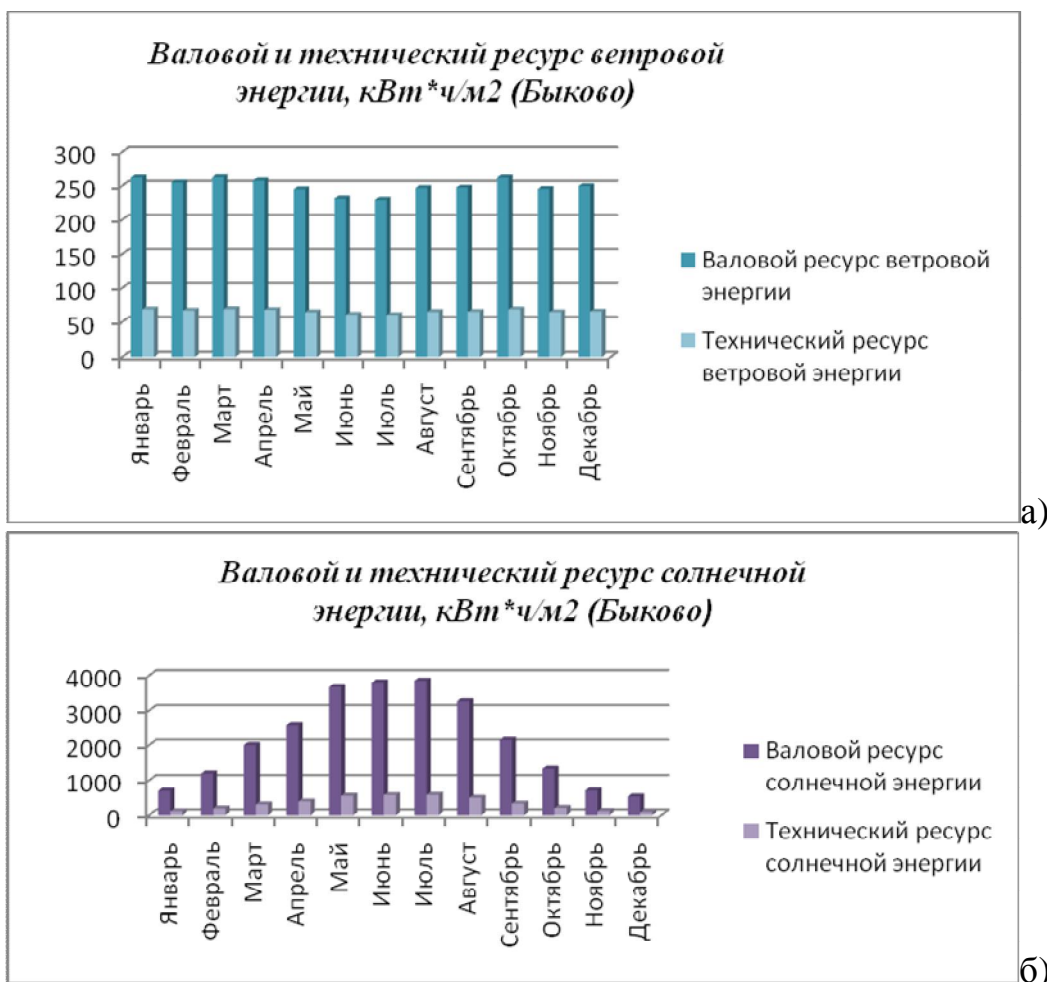 Валовой и технический ресурс ветровой
энергии, кВт*ч/м2 (Быково)
300
250
200
150
100
50
0
Январь
Февраль
Март
Апрель
Май
Июнь
Июль
Август
Сентябрь
Октябрь
Ноябрь
Декабрь
Валовой ресурс ветровой
энергии
Технический ресурс
ветровой энергии
а)
Валовой и технический ресурс солнечной
энергии, кВт*ч/м2 (Быково)
4000
3000
2000
1000
0
Январь
Февраль
Март
Апрель
Май
Июнь
Июль
Август
Сентябрь
Октябрь
Ноябрь
Декабрь
Валовой ресурс
солнечной энергии
Технический ресурс
солнечной энергии
б)